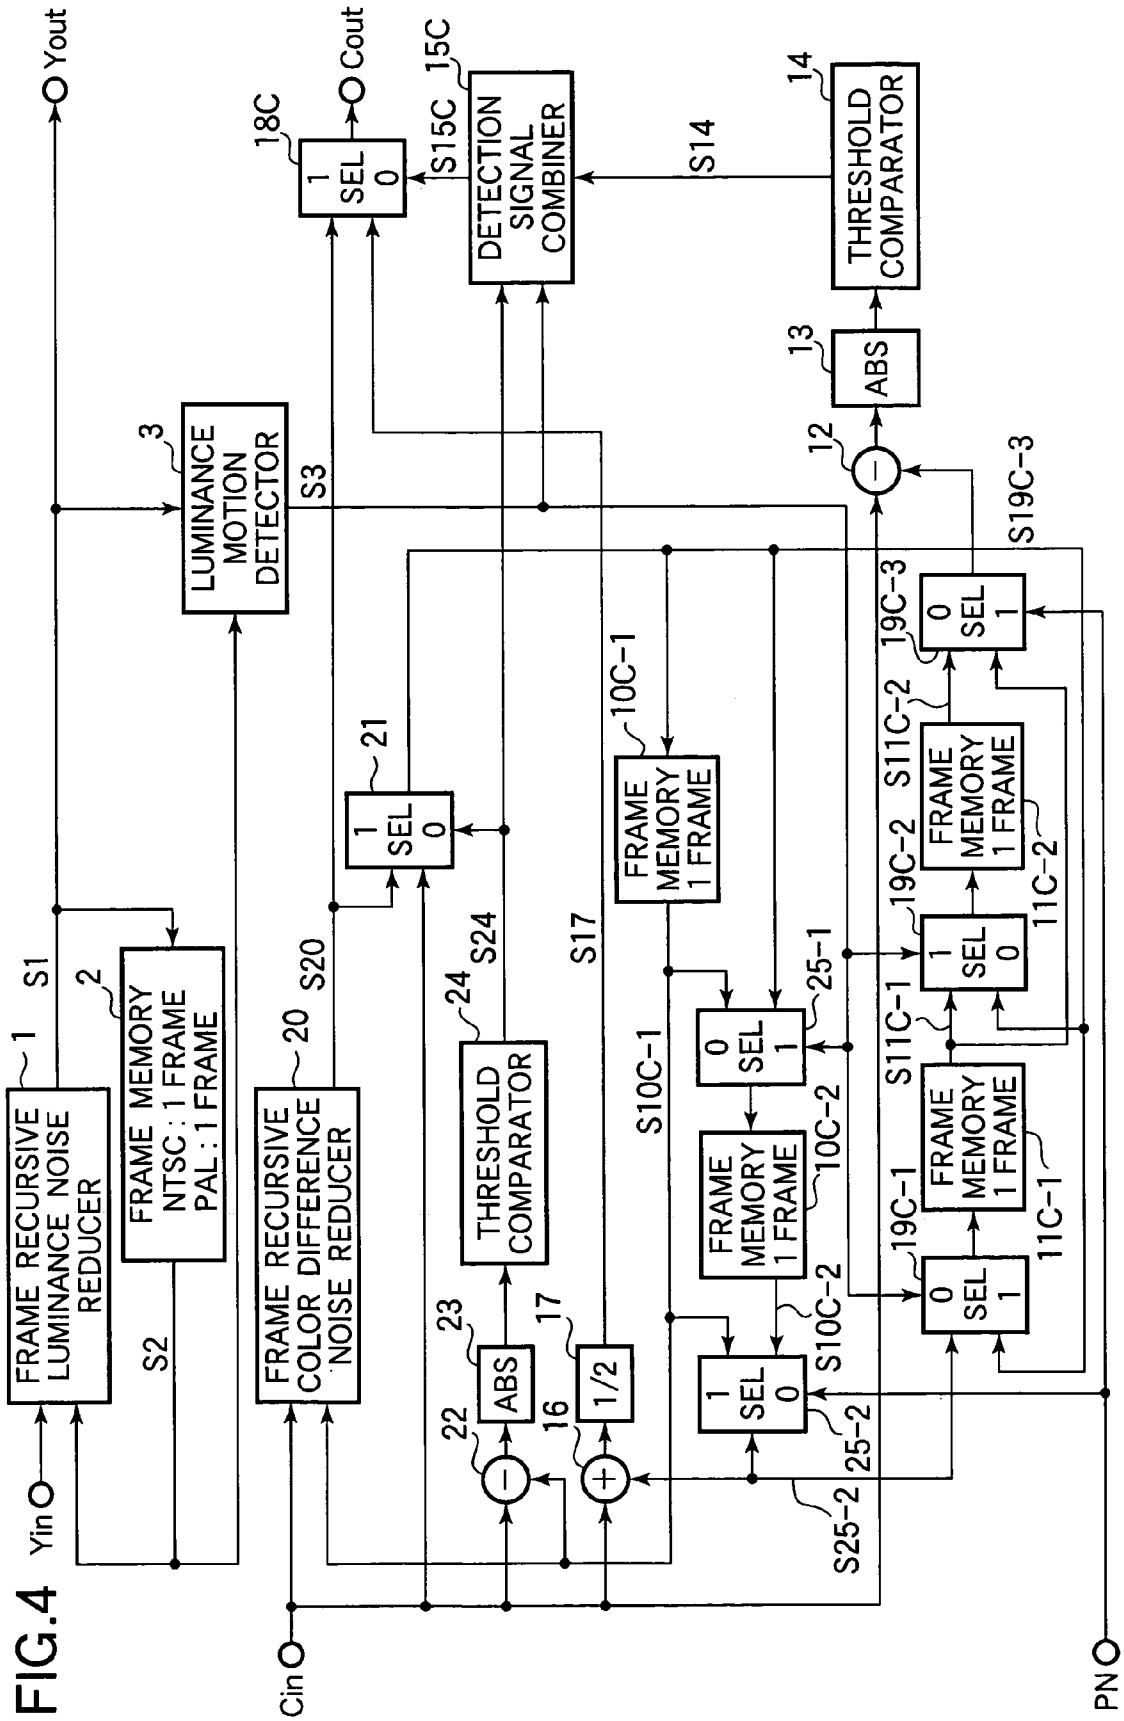 FIG.4
Yin
FRAME RECURSIVE
LUMINANCE NOISE
REDUCER
1
S1
Yout
S2
FRAME MEMORY
NTSC : 1 FRAME
PAL : 1 FRAME
2
LUMINANCE
MOTION
DETECTOR
3
S3
Cin
FRAME RECURSIVE
COLOR DIFFERENCE
NOISE REDUCER
20
S20
1
SEL
0
21
1
SEL
0
18C
Cout
22
−
ABS
23
THRESHOLD
COMPARATOR
24
S24
S15C
DETECTION
SIGNAL
COMBINER
15C
16
+
1/2
17
S17
FRAME
MEMORY
1 FRAME
10C−1
S10C−1
S14
1
SEL
0
25−2
S10C−2
FRAME
MEMORY
1 FRAME
10C−2
0
SEL
1
25−1
S25−2
12
−
ABS
13
THRESHOLD
COMPARATOR
14
0
SEL
1
19C−1
FRAME
MEMORY
1 FRAME
11C−1
S11C−1
1
SEL
0
19C−2
FRAME
MEMORY
1 FRAME
11C−2
S11C−2
0
SEL
1
19C−3
S19C−3
PN